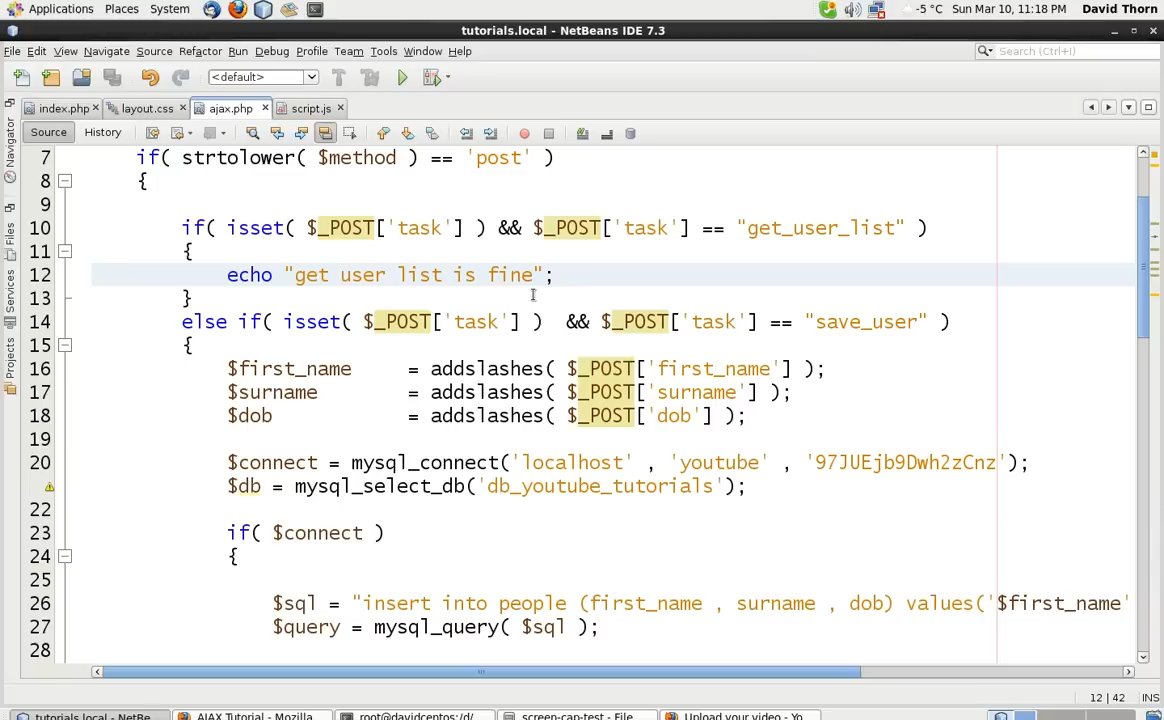 Applications Places System -5 °C Sun Mar 10, 11:18 PM David Thorn
tutorials.local - NetBeans IDE 7.3
File Edit View Navigate Source Refactor Run Debug Profile Team Tools Window Help Search (Ctrl+I)
<default>
index.php layout.css ajax.php script.js
Source History
Navigator
Files
Services
Projects
7 if( strtolower( $method ) == 'post' )
8 {
9
10 if( isset( $_POST['task'] ) && $_POST['task'] == "get_user_list" )
11 {
12 echo "get user list is fine";
13 }
14 else if( isset( $_POST['task'] ) && $_POST['task'] == "save_user" )
15 {
16 $first_name = addslashes( $_POST['first_name'] );
17 $surname = addslashes( $_POST['surname'] );
18 $dob = addslashes( $_POST['dob'] );
19
20 $connect = mysql_connect('localhost' , 'youtube' , '97JUEjb9Dwh2zCnz');
$db = mysql_select_db('db_youtube_tutorials');
22
23 if( $connect )
24 {
25
26 $sql = "insert into people (first_name , surname , dob) values('$first_name'
27 $query = mysql_query( $sql );
28
12 | 42 INS
tutorials.local - NetBe... AJAX Tutorial - Mozilla ... root@davidcentos:/d/... screen-cap-test - File... Upload your video - Yo...